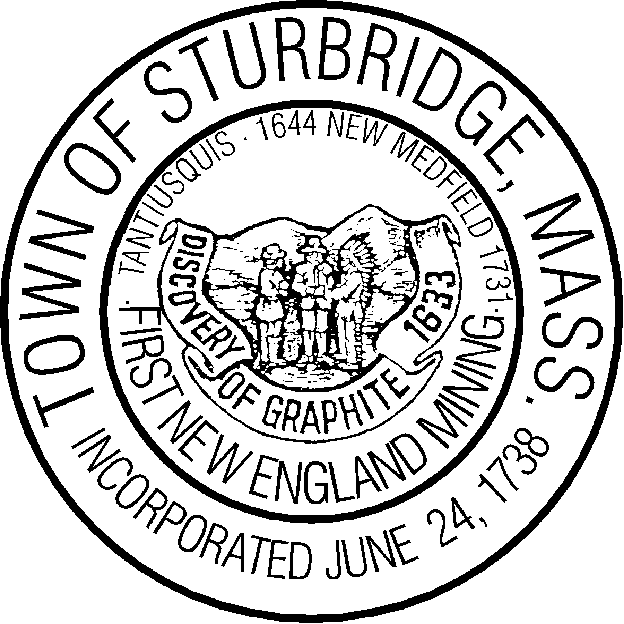 TOWN OF STURBRIDGE, MASS.
INCORPORATED JUNE 24, 1738
TANTIUSQUIS · 1644 NEW MEDFIELD 1731 ·
· FIRST NEW ENGLAND MINING
DISCOVERY OF GRAPHITE 1633